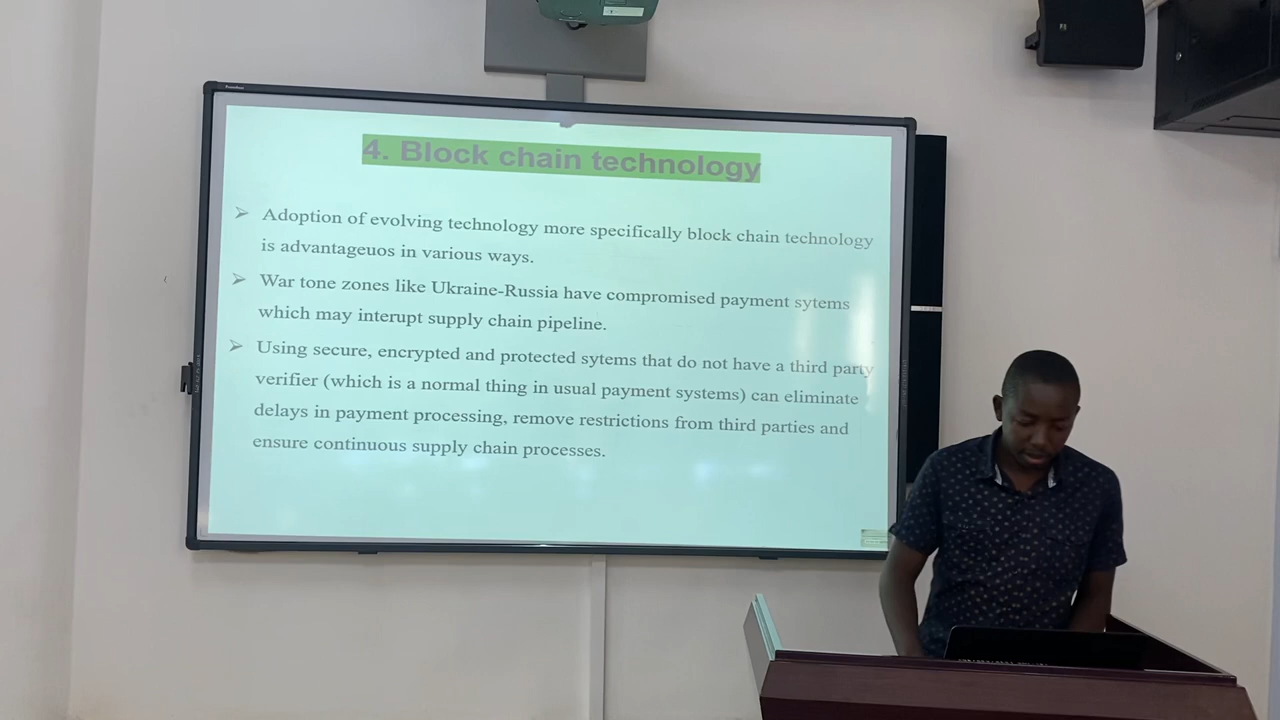 4. Block chain technology
➢ Adoption of evolving technology more specifically block chain technology
is advantageuos in various ways.
➢ War tone zones like Ukraine-Russia have compromised payment sytems
which may interupt supply chain pipeline.
➢ Using secure, encrypted and protected sytems that do not have a third party
verifier (which is a normal thing in usual payment systems) can eliminate
delays in payment processing, remove restrictions from third parties and
ensure continuous supply chain processes.